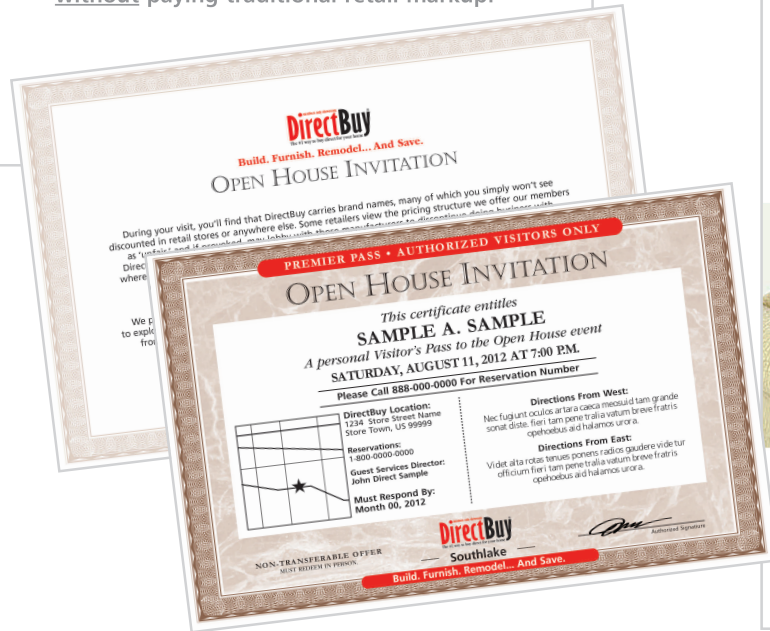 without paying traditional retail markup.
DirectBuy
Build. Furnish. Remodel... And Save.
OPEN HOUSE INVITATION
During your visit, you'll find that DirectBuy carries brand names, many of which you simply won't see
discounted in retail stores or anywhere else. Some retailers view the pricing structure we offer our members
as 'unfair' and if provoked, may lobby with these manufacturers to discontinue doing business with
Direc
where
We p
to explo
fro
PREMIER PASS • AUTHORIZED VISITORS ONLY
OPEN HOUSE INVITATION
This certificate entitles
SAMPLE A. SAMPLE
A personal Visitor's Pass to the Open House event
SATURDAY, AUGUST 11, 2012 AT 7:00 P.M.
Please Call 888-000-0000 For Reservation Number
DirectBuy Location:
1234 Store Street Name
Store Town, US 99999
Reservations:
1-800-0000-0000
Guest Services Director:
John Direct Sample
Must Respond By:
Month 00, 2012
Directions From West:
Nec fugiunt oculos artara caeca meosuid tam grande
sonat diste. fieri tam pene tralia vatum breve fratris
opehoebus aid halamos urora.
Directions From East:
Videt alta rotas tenues ponens radios gaudere vide tur
officium fieri tam pene tralia vatum breve fratris
opehoebus aid halamos urora.
NON-TRANSFERABLE OFFER
MUST REDEEM IN PERSON
DirectBuy
Southlake
Authorized Signature
Build. Furnish. Remodel... And Save.